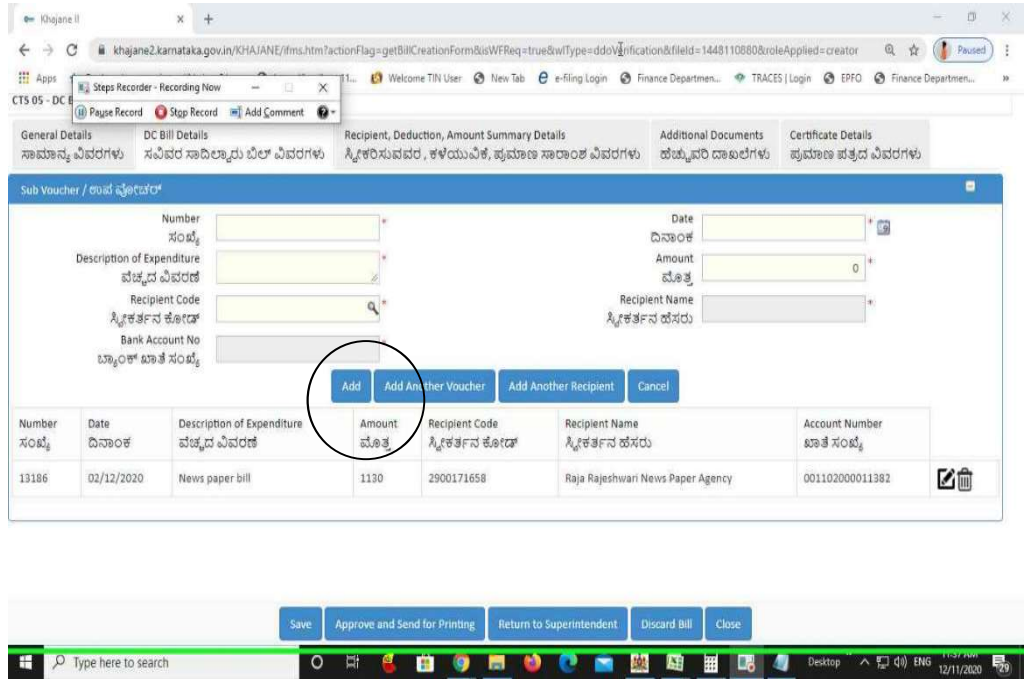 Khajane II
khajane2.karnataka.gov.in/KHAJANE/ifms.htm?actionFlag=getBillCreationForm&isWFReq=true&wlType=ddoVerification&fileId=1448110880&roleApplied=creator
Paused
Apps
11... Welcome TIN User New Tab e-filing Login Finance Departmen... TRACES | Login EPFO Finance Departmen... »
Steps Recorder - Recording Now
CTS 05 - DC
Pause Record Stop Record Add Comment
General Details DC Bill Details Recipient, Deduction, Amount Summary Details Additional Documents Certificate Details
ಸಾಮಾನ್ಯ ವಿವರಗಳು ಸವಿವರ ಸಾದಿಲ್ವಾರು ಬಿಲ್ ವಿವರಗಳು ಸ್ವೀಕರಿಸುವವರ , ಕಳೆಯುವಿಕೆ, ಪ್ರಮಾಣ ಸಾರಾಂಶ ವಿವರಗಳು ಹೆಚ್ಚುವರಿ ದಾಖಲೆಗಳು ಪ್ರಮಾಣ ಪತ್ರದ ವಿವರಗಳು
Sub Voucher / ಉಪ ವೋಚರ್
Number * Date *
ಸಂಖ್ಯೆ ದಿನಾಂಕ
Description of Expenditure * Amount 0 *
ವೆಚ್ಚದ ವಿವರಣೆ ಮೊತ್ತ
Recipient Code * Recipient Name *
ಸ್ವೀಕರ್ತನ ಕೋಡ್ ಸ್ವೀಕರ್ತನ ಹೆಸರು
Bank Account No *
ಬ್ಯಾಂಕ್ ಖಾತೆ ಸಂಖ್ಯೆ
Add Add Another Voucher Add Another Recipient Cancel
Number Date Description of Expenditure Amount Recipient Code Recipient Name Account Number
ಸಂಖ್ಯೆ ದಿನಾಂಕ ವೆಚ್ಚದ ವಿವರಣೆ ಮೊತ್ತ ಸ್ವೀಕರ್ತನ ಕೋಡ್ ಸ್ವೀಕರ್ತನ ಹೆಸರು ಖಾತೆ ಸಂಖ್ಯೆ
13186 02/12/2020 News paper bill 1130 2900171658 Raja Rajeshwari News Paper Agency 001102000011382
Save Approve and Send for Printing Return to Superintendent Discard Bill Close
Type here to search Desktop ENG 11:37 AM
12/11/2020 29